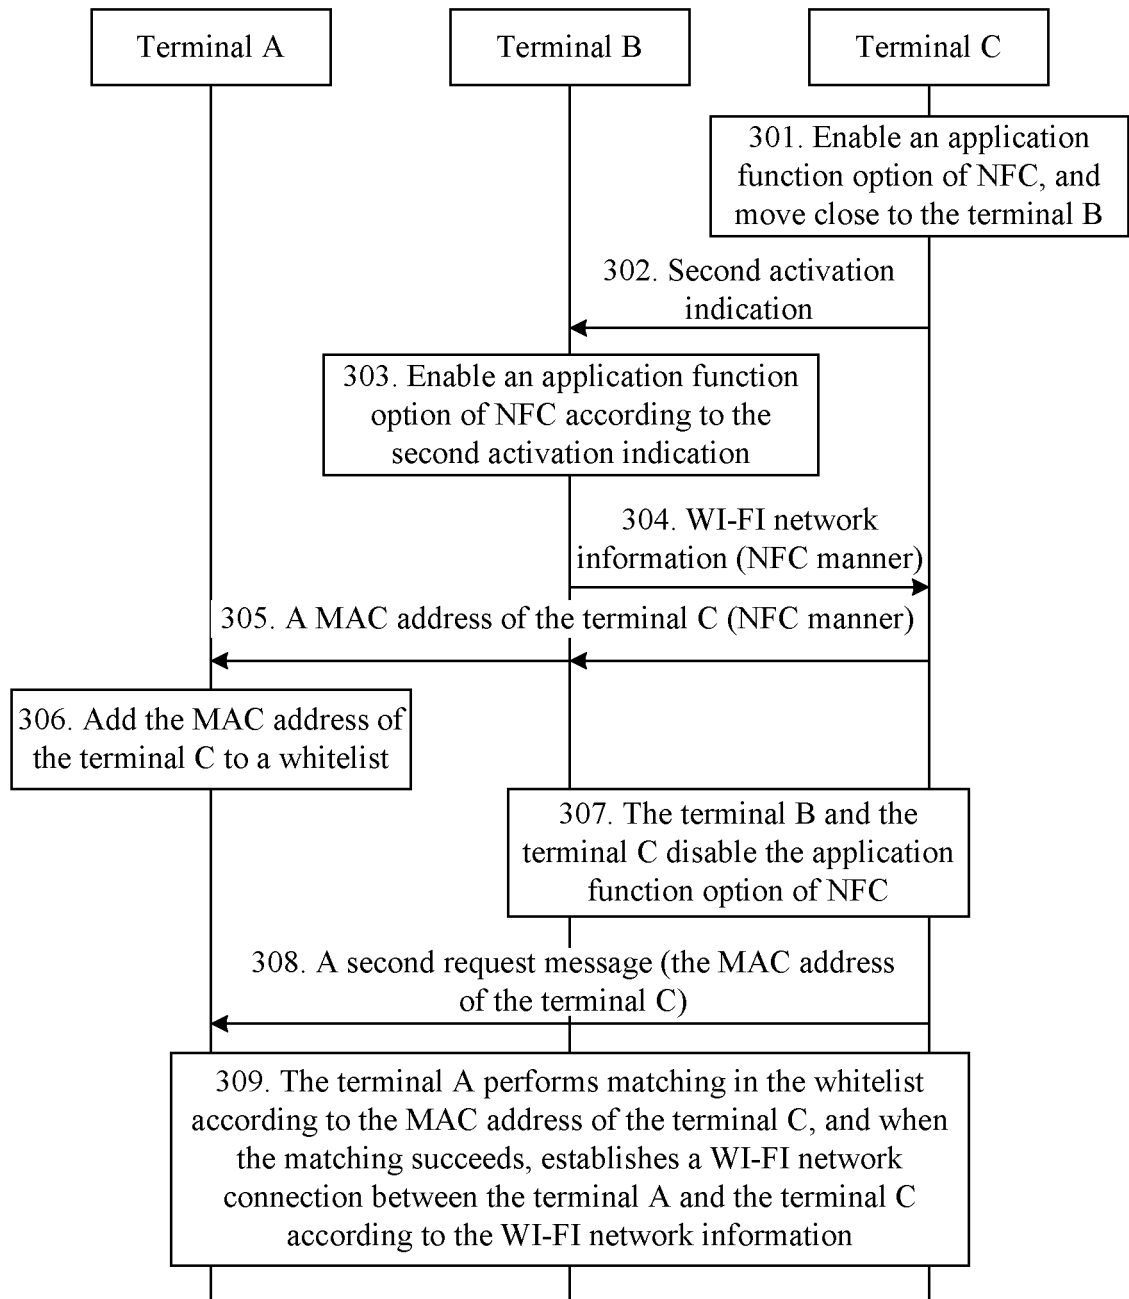 Terminal A
Terminal B
Terminal C
301. Enable an application
function option of NFC, and
move close to the terminal B
302. Second activation
indication
303. Enable an application function
option of NFC according to the
second activation indication
304. WI-FI network
information (NFC manner)
305. A MAC address of the terminal C (NFC manner)
306. Add the MAC address of
the terminal C to a whitelist
307. The terminal B and the
terminal C disable the application
function option of NFC
308. A second request message (the MAC address
of the terminal C)
309. The terminal A performs matching in the whitelist
according to the MAC address of the terminal C, and when
the matching succeeds, establishes a WI-FI network
connection between the terminal A and the terminal C
according to the WI-FI network information